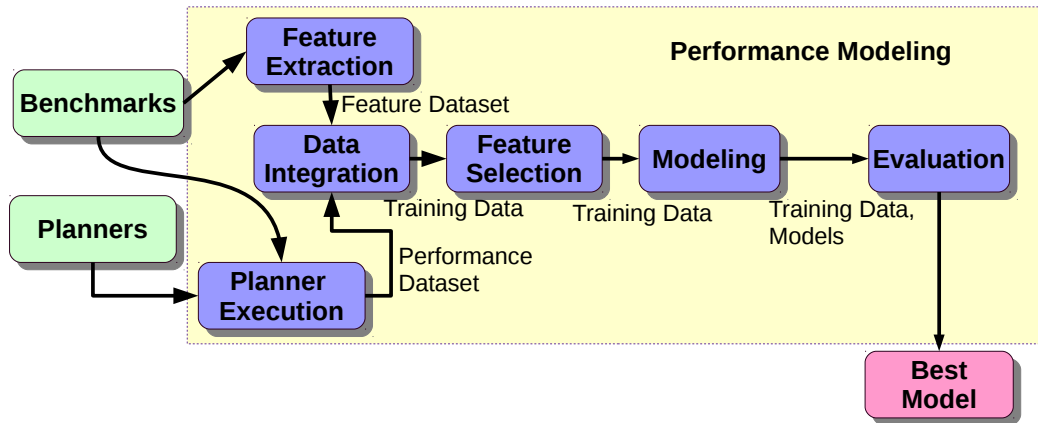 Performance Modeling
Feature
Extraction
Benchmarks
Feature Dataset
Data
Integration
Feature
Selection
Modeling
Evaluation
Training Data
Training Data
Training Data,
Models
Planners
Performance
Dataset
Planner
Execution
Best
Model